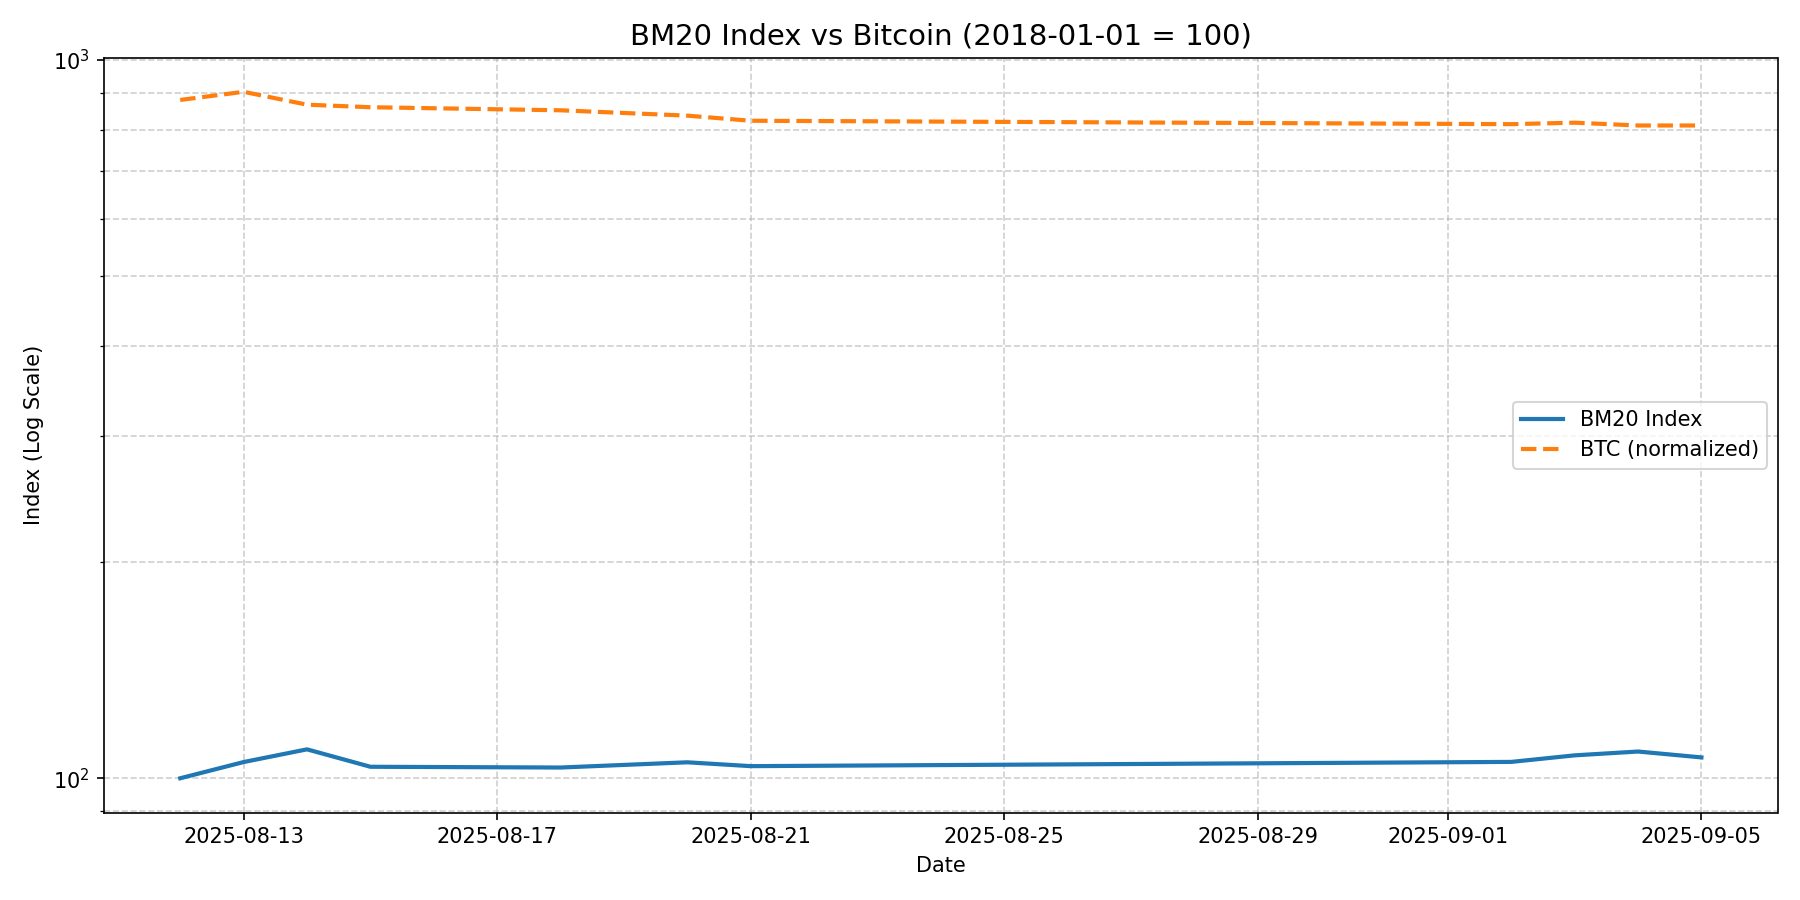 BM20 Index vs Bitcoin (2018-01-01 = 100)
10³
10²
Index (Log Scale)
BM20 Index
BTC (normalized)
2025-08-13
2025-08-17
2025-08-21
2025-08-25
2025-08-29
2025-09-01
2025-09-05
Date